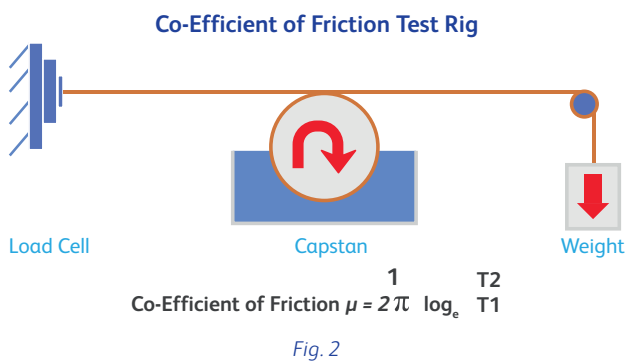 Co-Efficient of Friction Test Rig
Load Cell
Capstan
Weight
1 T2
Co-Efficient of Friction μ = 2π logₑ T1
Fig. 2